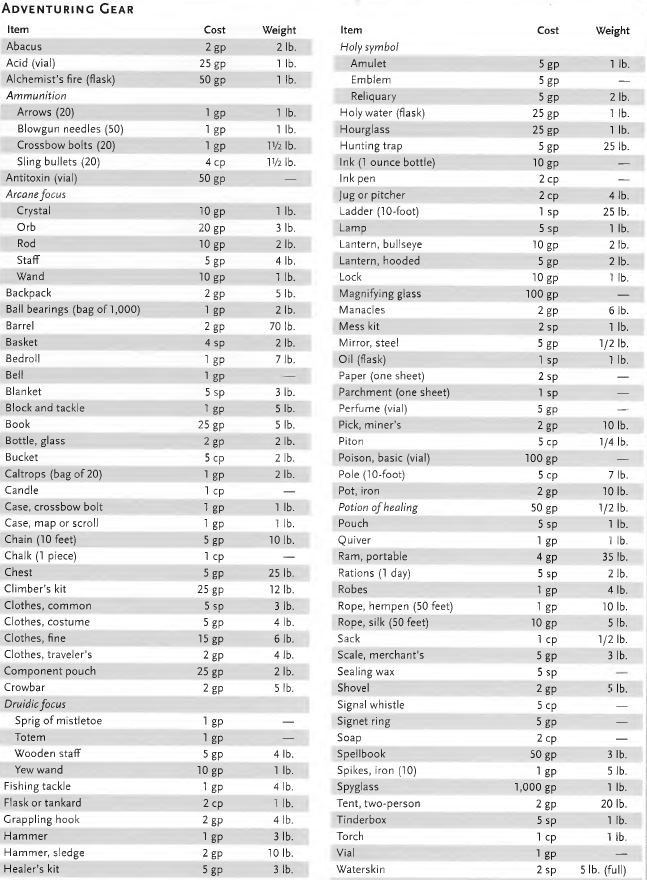 ADVENTURING GEAR
Item Cost Weight
Abacus 2 gp 2 lb.
Acid (vial) 25 gp 1 lb.
Alchemist's fire (flask) 50 gp 1 lb.
Ammunition
Arrows (20) 1 gp 1 lb.
Blowgun needles (50) 1 gp 1 lb.
Crossbow bolts (20) 1 gp 1½ lb.
Sling bullets (20) 4 cp 1½ lb.
Antitoxin (vial) 50 gp —
Arcane focus
Crystal 10 gp 1 lb.
Orb 20 gp 3 lb.
Rod 10 gp 2 lb.
Staff 5 gp 4 lb.
Wand 10 gp 1 lb.
Backpack 2 gp 5 lb.
Ball bearings (bag of 1,000) 1 gp 2 lb.
Barrel 2 gp 70 lb.
Basket 4 sp 2 lb.
Bedroll 1 gp 7 lb.
Bell 1 gp —
Blanket 5 sp 3 lb.
Block and tackle 1 gp 5 lb.
Book 25 gp 5 lb.
Bottle, glass 2 gp 2 lb.
Bucket 5 cp 2 lb.
Caltrops (bag of 20) 1 gp 2 lb.
Candle 1 cp —
Case, crossbow bolt 1 gp 1 lb.
Case, map or scroll 1 gp 1 lb.
Chain (10 feet) 5 gp 10 lb.
Chalk (1 piece) 1 cp —
Chest 5 gp 25 lb.
Climber's kit 25 gp 12 lb.
Clothes, common 5 sp 3 lb.
Clothes, costume 5 gp 4 lb.
Clothes, fine 15 gp 6 lb.
Clothes, traveler's 2 gp 4 lb.
Component pouch 25 gp 2 lb.
Crowbar 2 gp 5 lb.
Druidic focus
Sprig of mistletoe 1 gp —
Totem 1 gp —
Wooden staff 5 gp 4 lb.
Yew wand 10 gp 1 lb.
Fishing tackle 1 gp 4 lb.
Flask or tankard 2 cp 1 lb.
Grappling hook 2 gp 4 lb.
Hammer 1 gp 3 lb.
Hammer, sledge 2 gp 10 lb.
Healer's kit 5 gp 3 lb.
Item Cost Weight
Holy symbol
Amulet 5 gp 1 lb.
Emblem 5 gp —
Reliquary 5 gp 2 lb.
Holy water (flask) 25 gp 1 lb.
Hourglass 25 gp 1 lb.
Hunting trap 5 gp 25 lb.
Ink (1 ounce bottle) 10 gp —
Ink pen 2 cp —
Jug or pitcher 2 cp 4 lb.
Ladder (10-foot) 1 sp 25 lb.
Lamp 5 sp 1 lb.
Lantern, bullseye 10 gp 2 lb.
Lantern, hooded 5 gp 2 lb.
Lock 10 gp 1 lb.
Magnifying glass 100 gp —
Manacles 2 gp 6 lb.
Mess kit 2 sp 1 lb.
Mirror, steel 5 gp 1/2 lb.
Oil (flask) 1 sp 1 lb.
Paper (one sheet) 2 sp —
Parchment (one sheet) 1 sp —
Perfume (vial) 5 gp —
Pick, miner's 2 gp 10 lb.
Piton 5 cp 1/4 lb.
Poison, basic (vial) 100 gp —
Pole (10-foot) 5 cp 7 lb.
Pot, iron 2 gp 10 lb.
Potion of healing 50 gp 1/2 lb.
Pouch 5 sp 1 lb.
Quiver 1 gp 1 lb.
Ram, portable 4 gp 35 lb.
Rations (1 day) 5 sp 2 lb.
Robes 1 gp 4 lb.
Rope, hempen (50 feet) 1 gp 10 lb.
Rope, silk (50 feet) 10 gp 5 lb.
Sack 1 cp 1/2 lb.
Scale, merchant's 5 gp 3 lb.
Sealing wax 5 sp —
Shovel 2 gp 5 lb.
Signal whistle 5 cp —
Signet ring 5 gp —
Soap 2 cp —
Spellbook 50 gp 3 lb.
Spikes, iron (10) 1 gp 5 lb.
Spyglass 1,000 gp 1 lb.
Tent, two-person 2 gp 20 lb.
Tinderbox 5 sp 1 lb.
Torch 1 cp 1 lb.
Vial 1 gp —
Waterskin 2 sp 5 lb. (full)